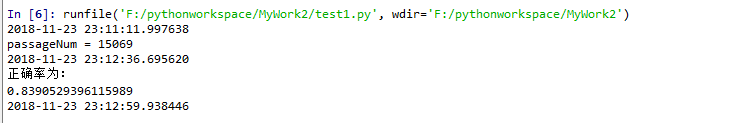 In [6]: runfile('F:/pythonworkspace/MyWork2/test1.py', wdir='F:/pythonworkspace/MyWork2')
2018-11-23 23:11:11.997638
passageNum = 15069
2018-11-23 23:12:36.695620
正确率为:
0.8390529396115989
2018-11-23 23:12:59.938446